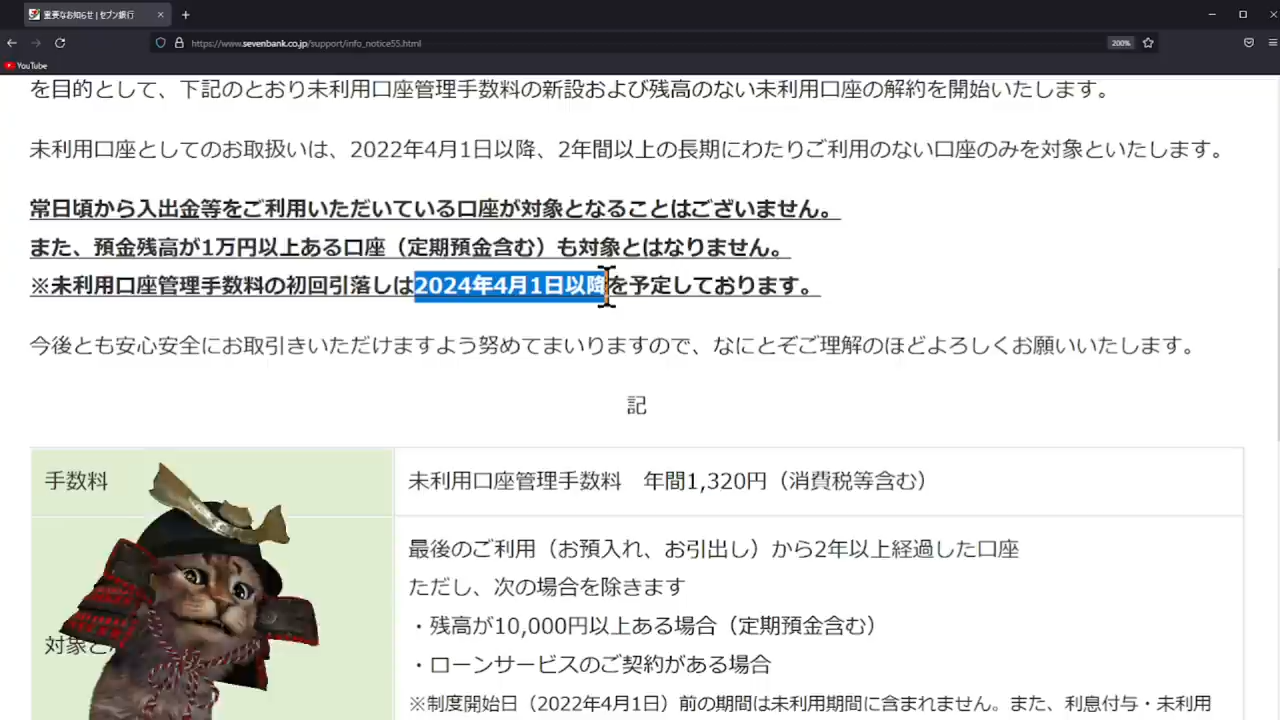 重要なお知らせ | セブン銀行
https://www.sevenbank.co.jp/support/info_notice55.html
200%
YouTube
を目的として、下記のとおり未利用口座管理手数料の新設および残高のない未利用口座の解約を開始いたします。
未利用口座としてのお取扱いは、2022年4月1日以降、2年間以上の長期にわたりご利用のない口座のみを対象といたします。
常日頃から入出金等をご利用いただいている口座が対象となることはございません。
また、預金残高が1万円以上ある口座（定期預金含む）も対象とはなりません。
※未利用口座管理手数料の初回引落しは2024年4月1日以降を予定しております。
今後とも安心安全にお取引きいただけますよう努めてまいりますので、なにとぞご理解のほどよろしくお願いいたします。
記
手数料
未利用口座管理手数料　年間1,320円（消費税等含む）
対象と
最後のご利用（お預入れ、お引出し）から2年以上経過した口座
ただし、次の場合を除きます
・残高が10,000円以上ある場合（定期預金含む）
・ローンサービスのご契約がある場合
※制度開始日（2022年4月1日）前の期間は未利用期間に含まれません。また、利息付与・未利用